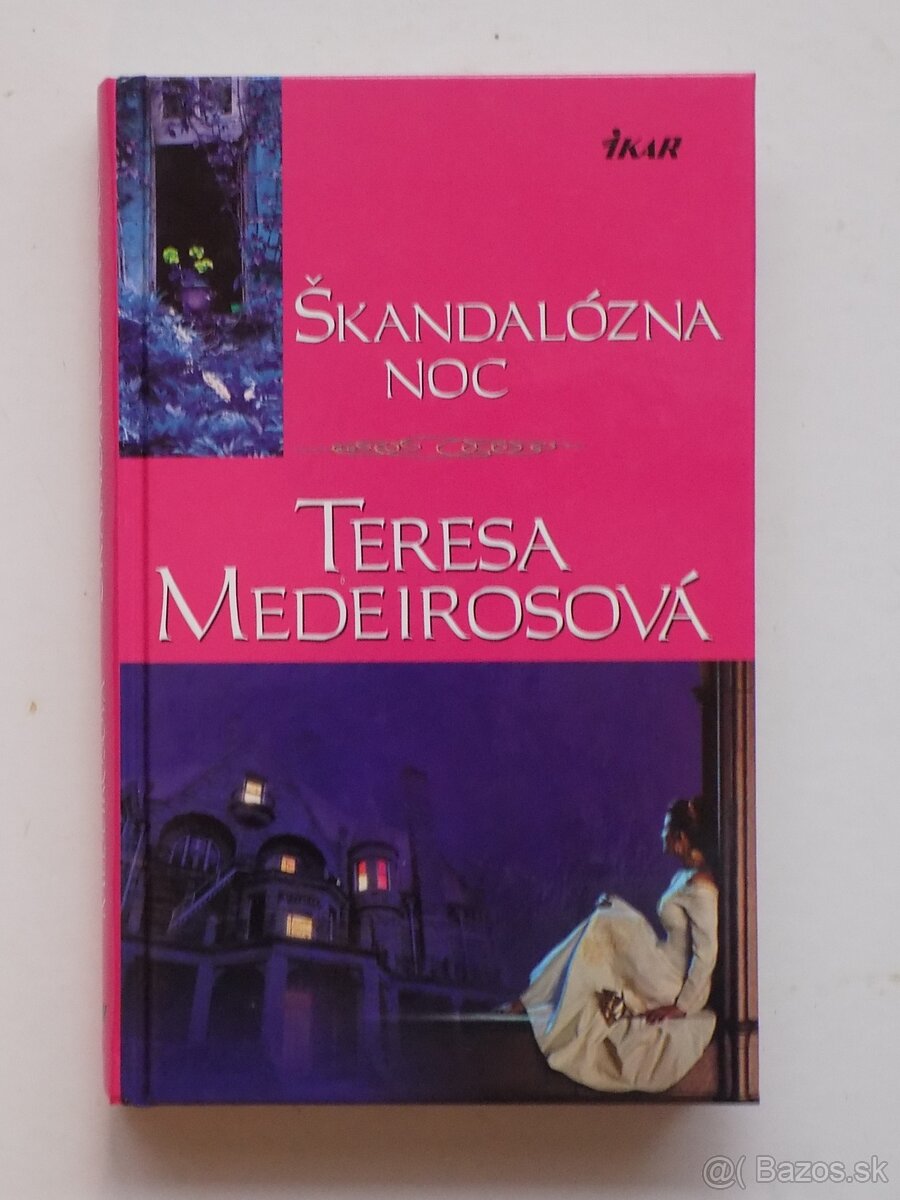 IKAR
ŠKANDALÓZNA
NOC
TERESA
MEDEIROSOVÁ
@( Bazos.sk